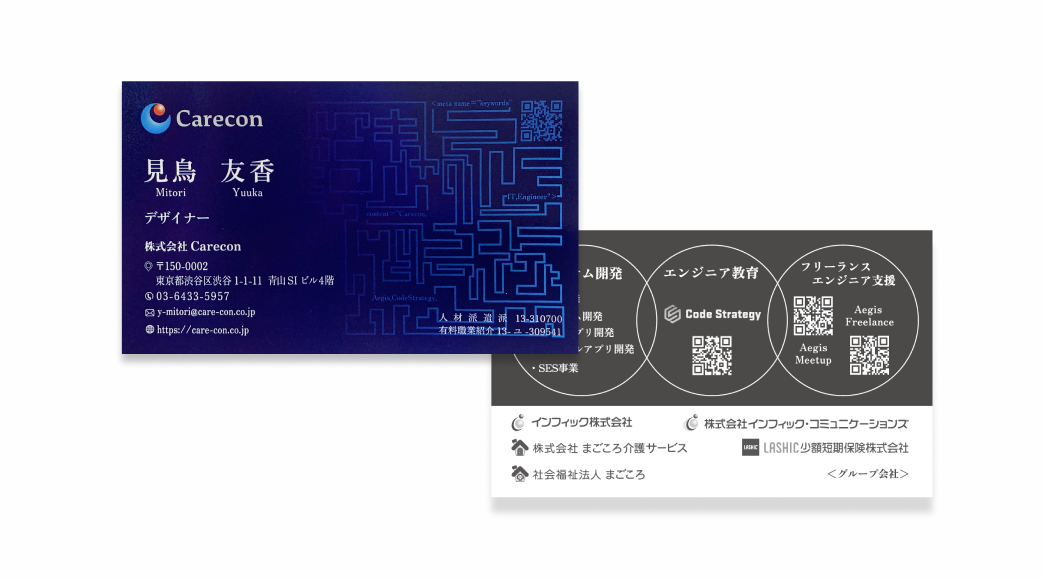 Carecon
<meta name="keywords"
見鳥 友香
Mitori Yuuka
IT,Engineer">
デザイナー
content="Carecon,
株式会社 Carecon
〒150-0002
東京都渋谷区渋谷 1-1-11 青山SIビル4階
03-6433-5957
Aegis,CodeStrategy,
y-mitori@care-con.co.jp
https://care-con.co.jp
人材派遣 派 13-310700
有料職業紹介 13-ユ-309541
ム開発
ム開発
プリ開発
ルアプリ開発
・SES事業
エンジニア教育
Code Strategy
フリーランス
エンジニア支援
Aegis
Freelance
Aegis
Meetup
インフィック株式会社
株式会社インフィック・コミュニケーションズ
株式会社 まごころ介護サービス
LASHIC LASHIC少額短期保険株式会社
社会福祉法人 まごころ
＜グループ会社＞